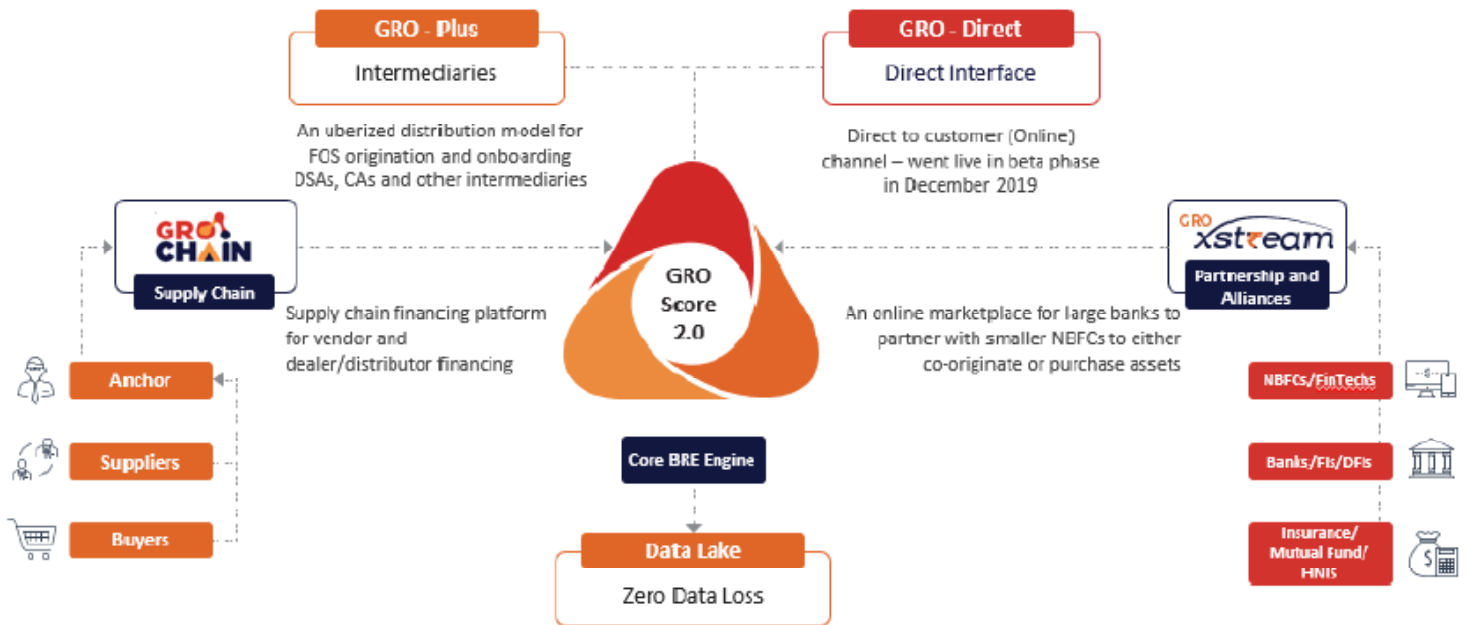 GRO - Plus
Intermediaries
An uberized distribution model for
FOS origination and onboarding
DSAs, CAs and other intermediaries
GRO - Direct
Direct Interface
Direct to customer (Online)
channel – went live in beta phase
in December 2019
GRO
CHAIN
Supply Chain
Supply chain financing platform
for vendor and
dealer/distributor financing
Anchor
Suppliers
Buyers
GRO
Score
2.0
GRO
xstream
Partnership and
Alliances
An online marketplace for large banks to
partner with smaller NBFCs to either
co-originate or purchase assets
NBFCs/FinTechs
Banks/FIs/DFIs
Insurance/
Mutual Fund/
HNIs
Core BRE Engine
Data Lake
Zero Data Loss